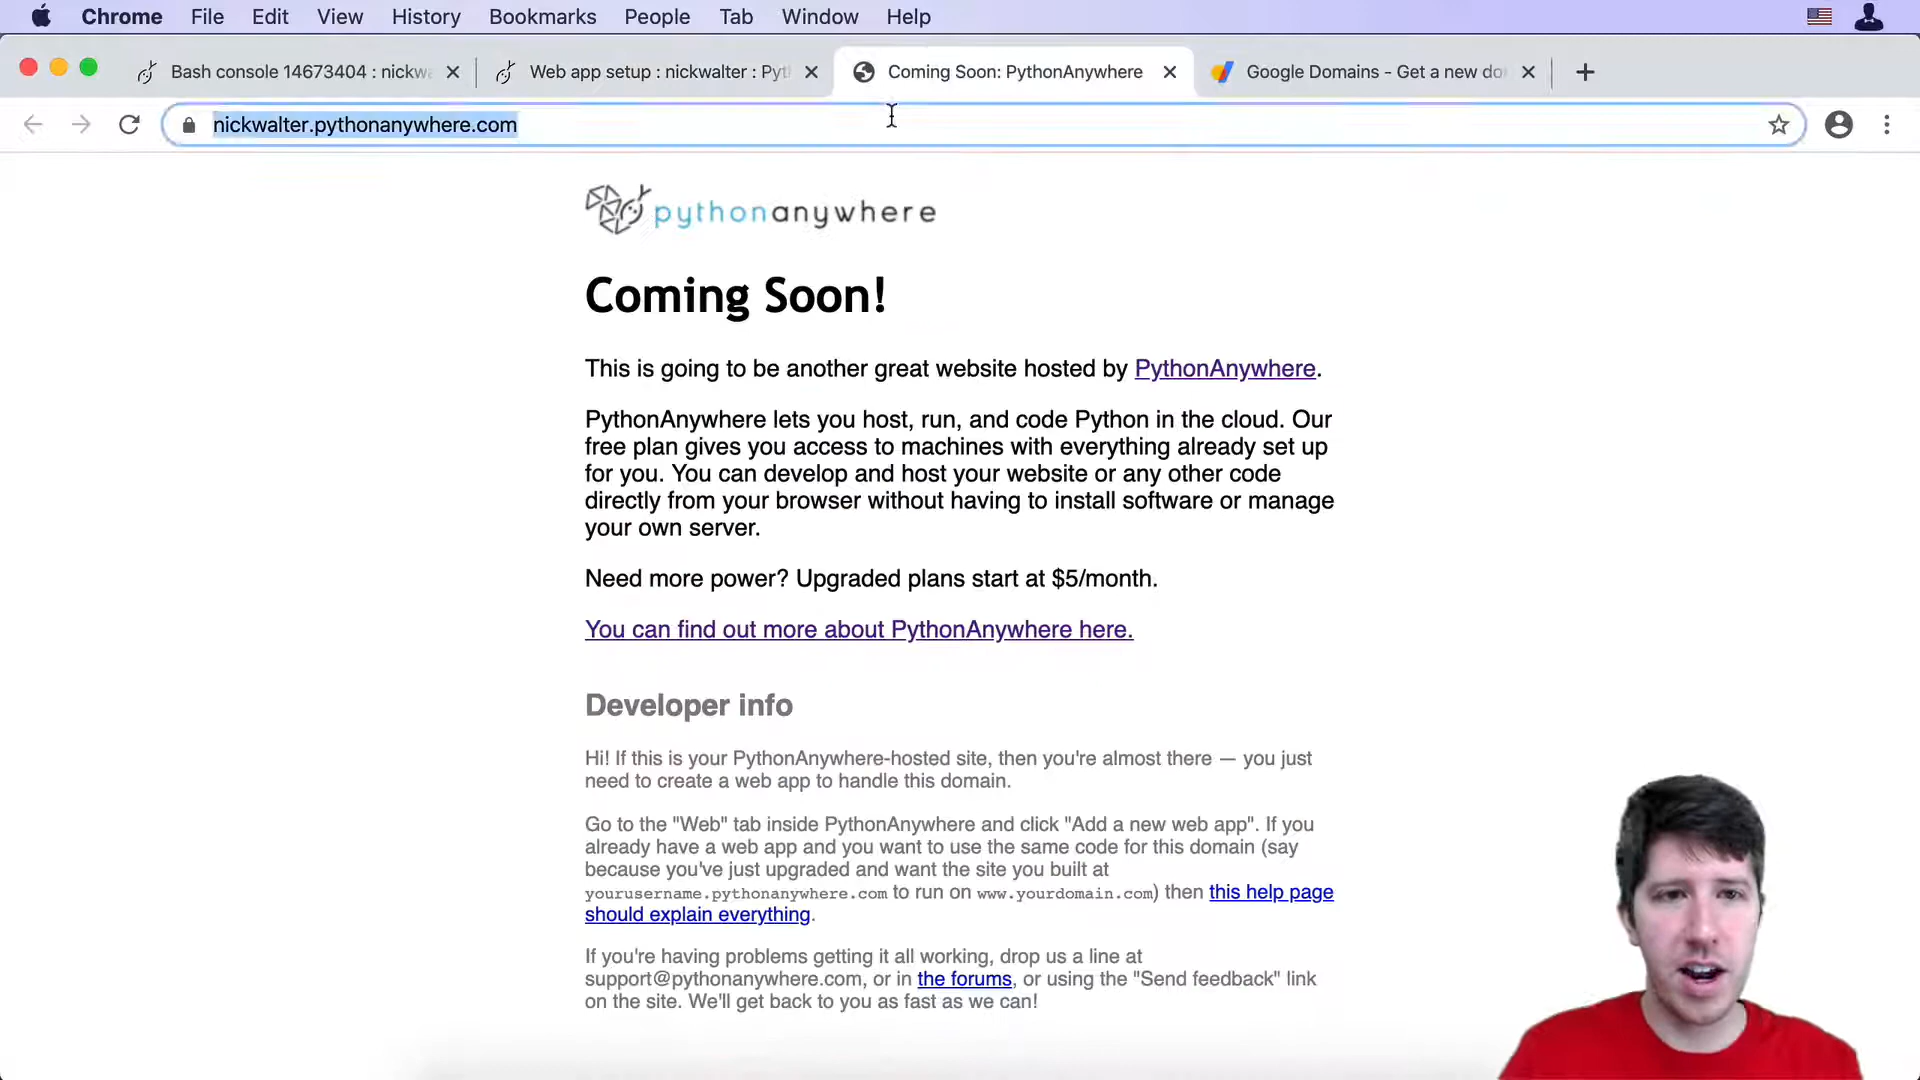 Chrome File Edit View History Bookmarks People Tab Window Help
Bash console 14673404 : nickw
Web app setup : nickwalter : Pyt
Coming Soon: PythonAnywhere
Google Domains - Get a new do
nickwalter.pythonanywhere.com
pythonanywhere
Coming Soon!
This is going to be another great website hosted by PythonAnywhere.
PythonAnywhere lets you host, run, and code Python in the cloud. Our
free plan gives you access to machines with everything already set up
for you. You can develop and host your website or any other code
directly from your browser without having to install software or manage
your own server.
Need more power? Upgraded plans start at $5/month.
You can find out more about PythonAnywhere here.
Developer info
Hi! If this is your PythonAnywhere-hosted site, then you're almost there — you just
need to create a web app to handle this domain.
Go to the "Web" tab inside PythonAnywhere and click "Add a new web app". If you
already have a web app and you want to use the same code for this domain (say
because you've just upgraded and want the site you built at
yourusername.pythonanywhere.com to run on www.yourdomain.com) then this help page
should explain everything.
If you're having problems getting it all working, drop us a line at
support@pythonanywhere.com, or in the forums, or using the "Send feedback" link
on the site. We'll get back to you as fast as we can!